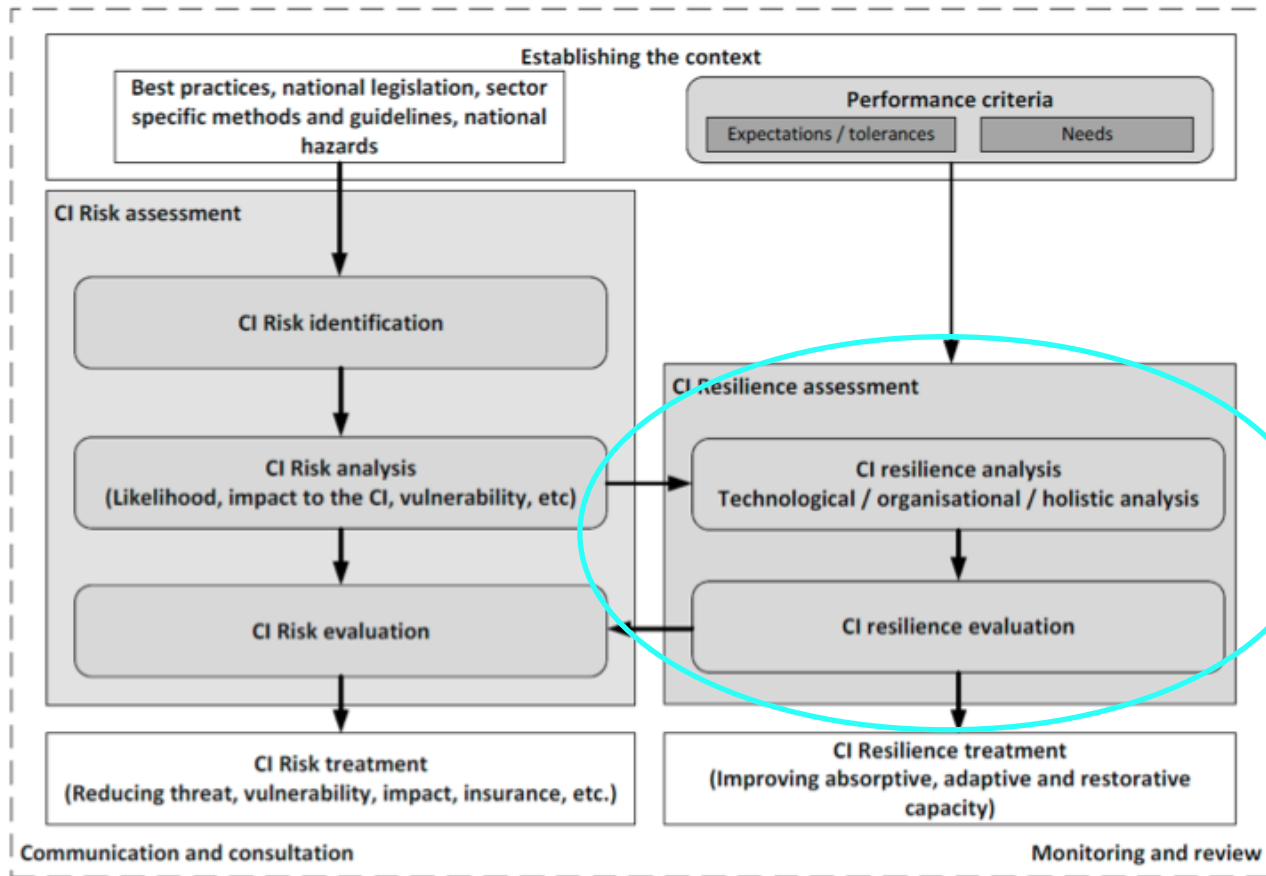 Establishing the context
Best practices, national legislation, sector
specific methods and guidelines, national
hazards
Performance criteria
Expectations / tolerances
Needs
CI Risk assessment
CI Risk identification
CI Risk analysis
(Likelihood, impact to the CI, vulnerability, etc)
CI Risk evaluation
CI Resilience assessment
CI resilience analysis
Technological / organisational / holistic analysis
CI resilience evaluation
CI Risk treatment
(Reducing threat, vulnerability, impact, insurance, etc.)
CI Resilience treatment
(Improving absorptive, adaptive and restorative
capacity)
Communication and consultation
Monitoring and review